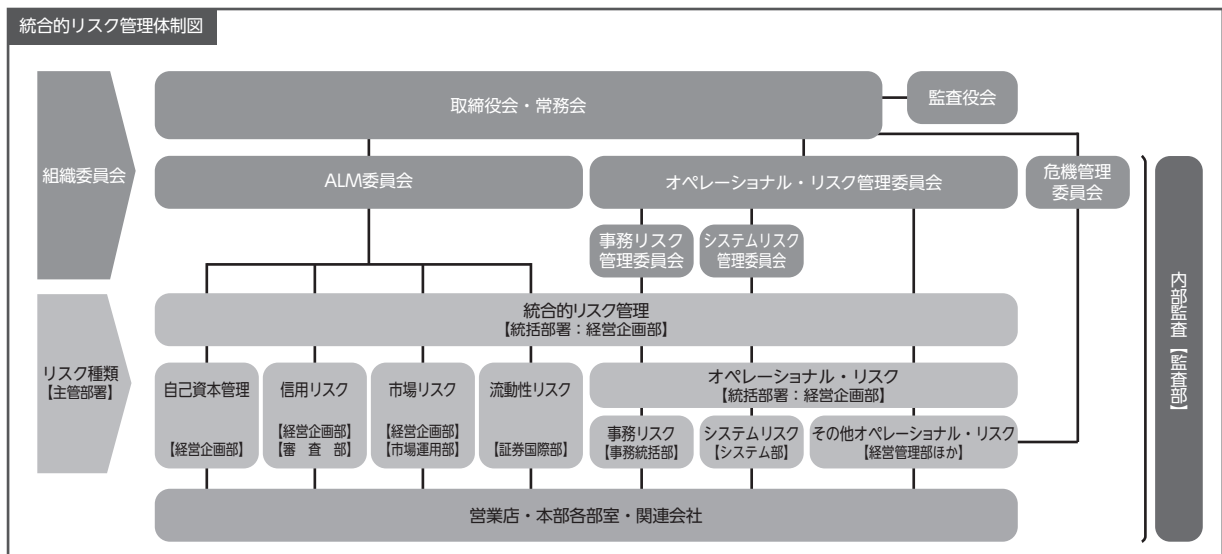 統合的リスク管理体制図
組織委員会
取締役会・常務会
監査役会
ALM委員会
オペレーショナル・リスク管理委員会
危機管理
委員会
事務リスク
管理委員会
システムリスク
管理委員会
リスク種類
【主管部署】
統合的リスク管理
【統括部署：経営企画部】
自己資本管理
【経営企画部】
信用リスク
【経営企画部】
【審　査　部】
市場リスク
【経営企画部】
【市場運用部】
流動性リスク
【証券国際部】
オペレーショナル・リスク
【統括部署：経営企画部】
事務リスク
【事務統括部】
システムリスク
【システム部】
その他オペレーショナル・リスク
【経営管理部ほか】
営業店・本部各部室・関連会社
内部監査【監査部】